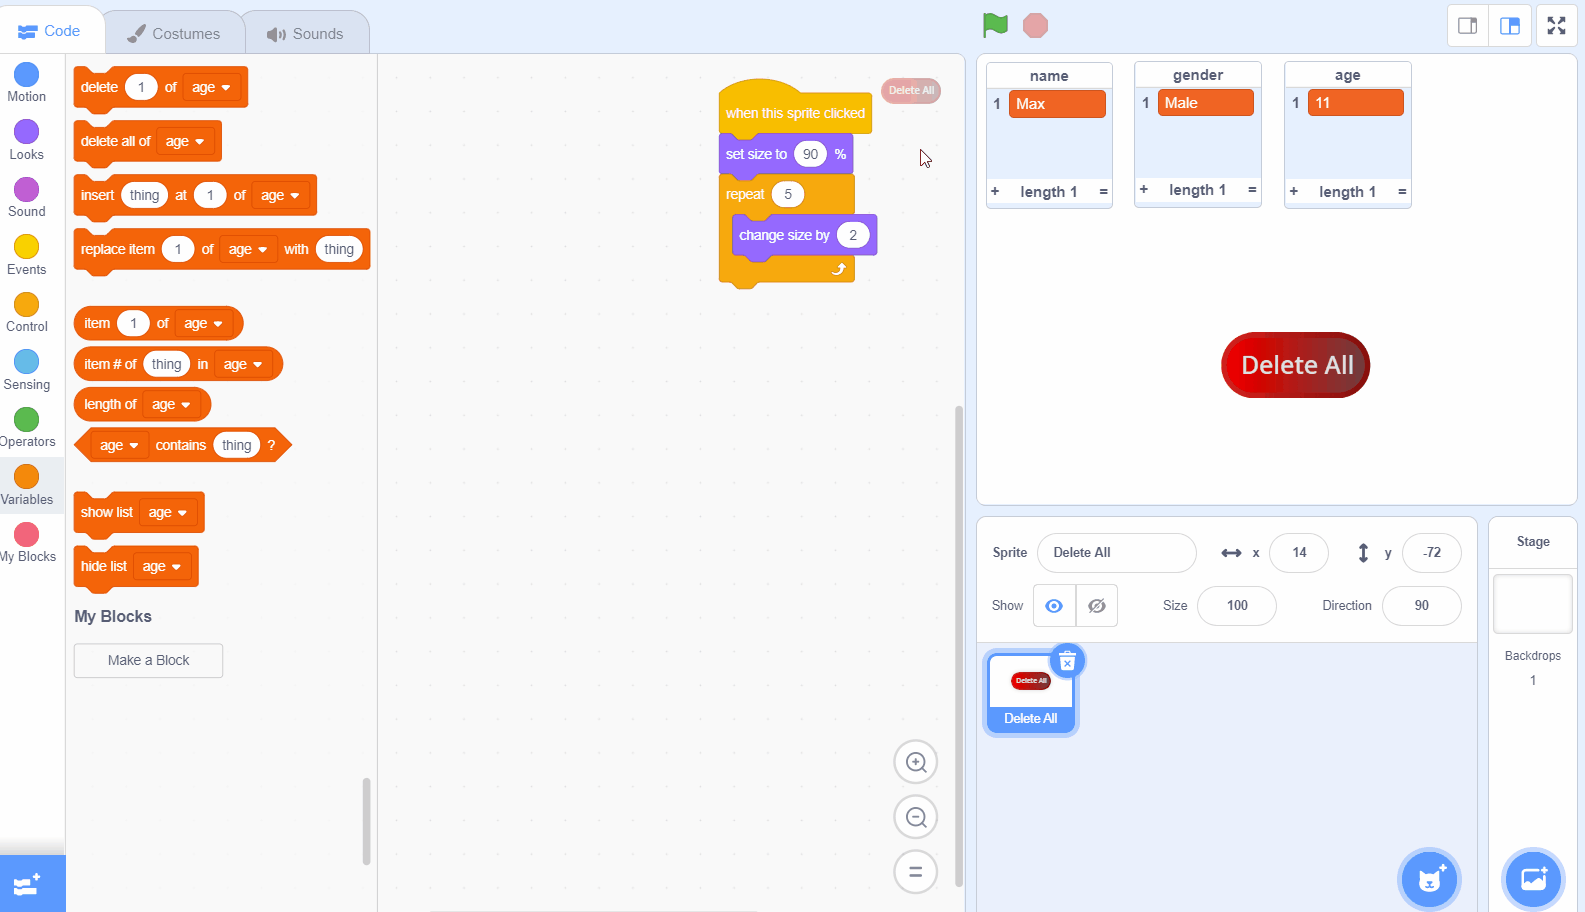 Code
Costumes
Sounds
Motion
Looks
Sound
Events
Control
Sensing
Operators
Variables
My Blocks
delete 1 of age
delete all of age
insert thing at 1 of age
replace item 1 of age with thing
item 1 of age
item # of thing in age
length of age
age contains thing ?
show list age
hide list age
My Blocks
Make a Block
when this sprite clicked
set size to 90 %
repeat 5
change size by 2
Delete All
name
1 Max
+ length 1 =
gender
1 Male
+ length 1 =
age
1 11
+ length 1 =
Delete All
Sprite Delete All x 14 y -72
Show Size 100 Direction 90
Delete All
Delete All
Stage
Backdrops
1